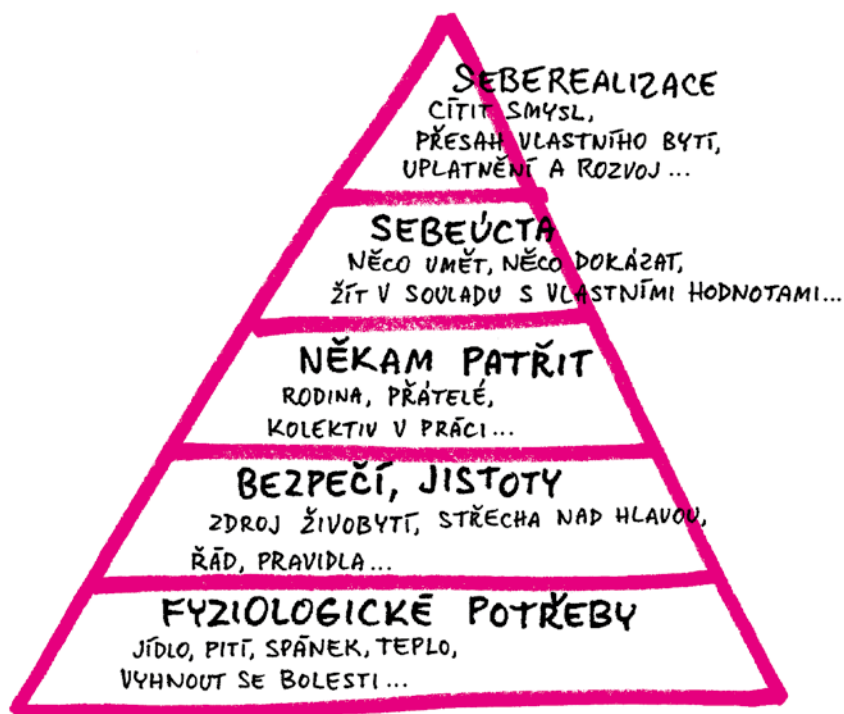 SEBEREALIZACE
CÍTIT SMYSL,
PŘESAH VLASTNÍHO BYTÍ,
UPLATNĚNÍ A ROZVOJ...
SEBEÚCTA
NĚCO UMĚT, NĚCO DOKÁZAT,
ŽÍT V SOULADU S VLASTNÍMI HODNOTAMI...
NĚKAM PATŘIT
RODINA, PŘÁTELÉ,
KOLEKTIV V PRÁCI...
BEZPEČÍ, JISTOTY
ZDROJ ŽIVOBYTÍ, STŘECHA NAD HLAVOU,
ŘÁD, PRAVIDLA...
FYZIOLOGICKÉ POTŘEBY
JÍDLO, PITÍ, SPÁNEK, TEPLO,
VYHNOUT SE BOLESTI...